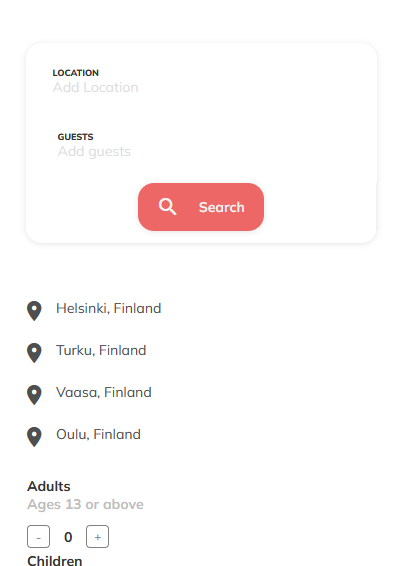 LOCATION
Add Location
GUESTS
Add guests
Search
Helsinki, Finland
Turku, Finland
Vaasa, Finland
Oulu, Finland
Adults
Ages 13 or above
- 0 +
Children